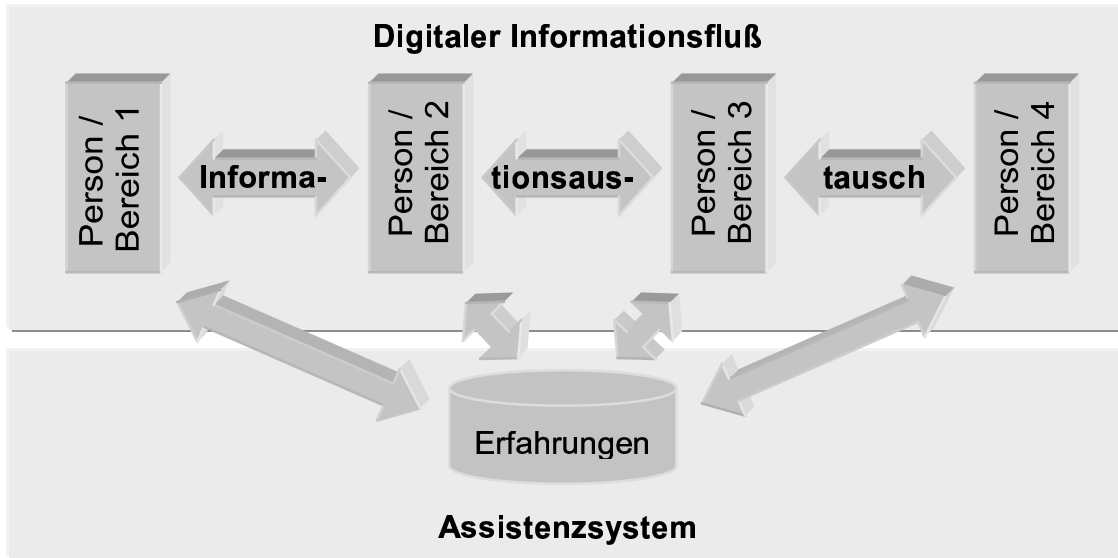 Digitaler Informationsfluß
Person /
Bereich 1
Informa-
Person /
Bereich 2
tionsaus-
Person /
Bereich 3
tausch
Person /
Bereich 4
Erfahrungen
Assistenzsystem